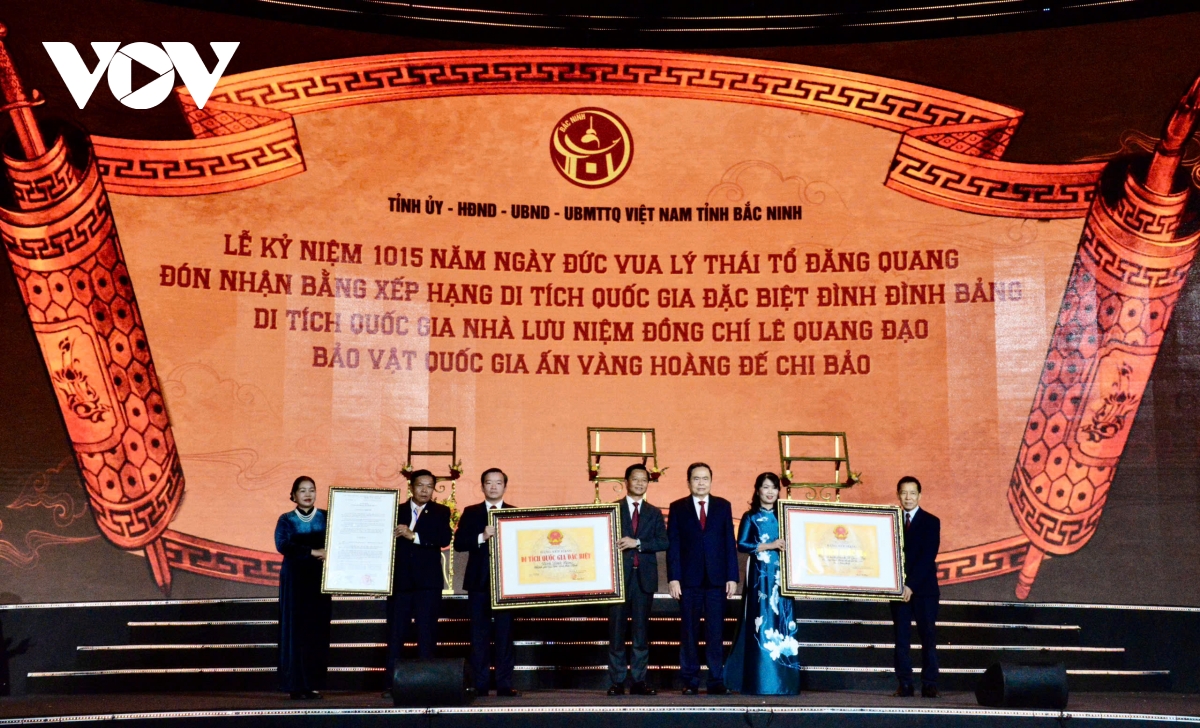 VOV
BẮC NINH
TỈNH ỦY - HĐND - UBND - UBMTTQ VIỆT NAM TỈNH BẮC NINH
LỄ KỶ NIỆM 1015 NĂM NGÀY ĐỨC VUA LÝ THÁI TỔ ĐĂNG QUANG
ĐÓN NHẬN BẰNG XẾP HẠNG DI TÍCH QUỐC GIA ĐẶC BIỆT ĐÌNH ĐÌNH BẢNG
DI TÍCH QUỐC GIA NHÀ LƯU NIỆM ĐỒNG CHÍ LÊ QUANG ĐẠO
BẢO VẬT QUỐC GIA ẤN VÀNG HOÀNG ĐẾ CHI BẢO
DI TÍCH QUỐC GIA ĐẶC BIỆT